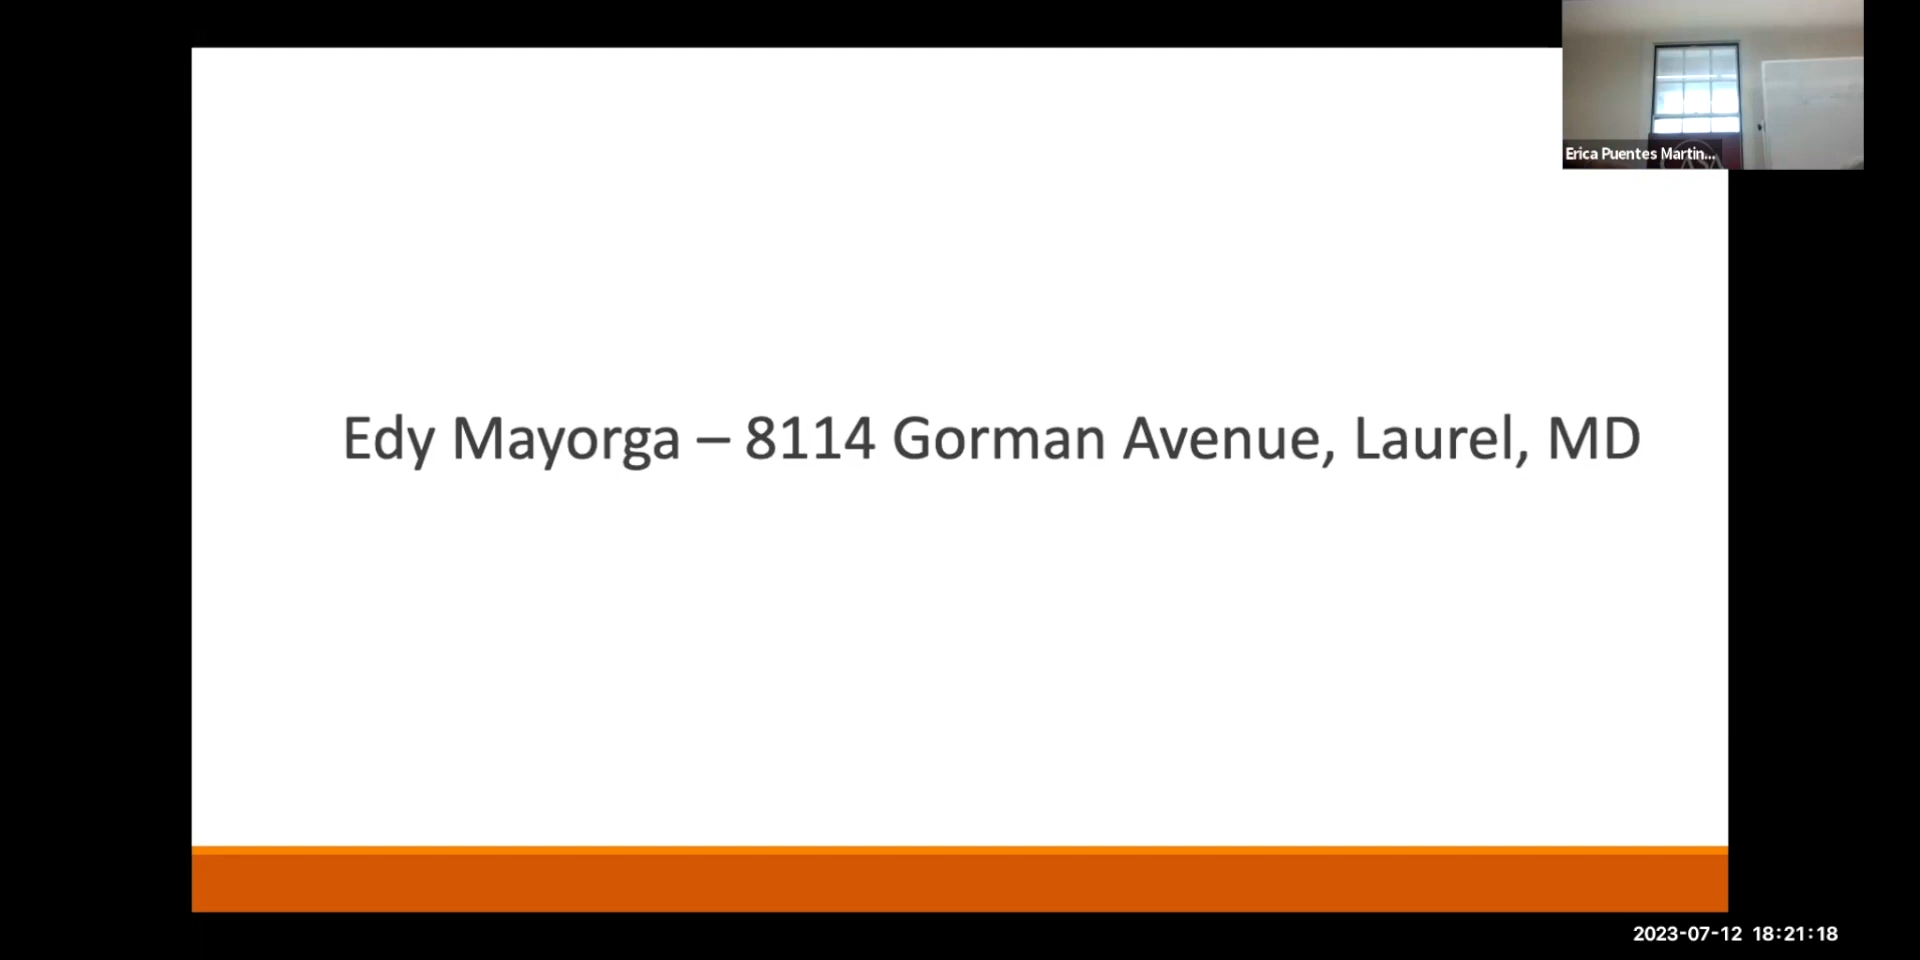 Erica Puentes Martin...
Edy Mayorga – 8114 Gorman Avenue, Laurel, MD
2023-07-12 18:21:18